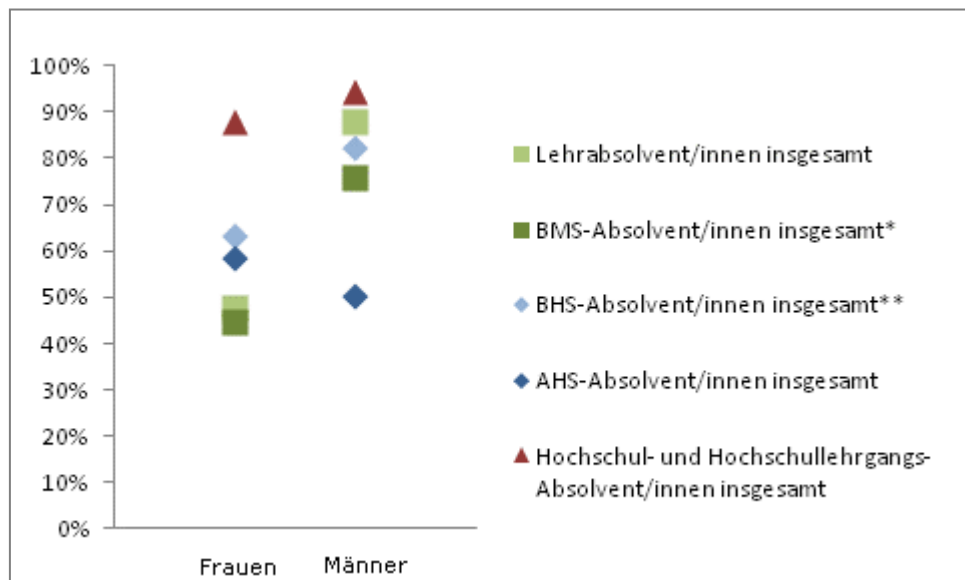 100%
90%
80%
70%
60%
50%
40%
30%
20%
10%
0%
Frauen
Männer
Lehrabsolvent/innen insgesamt
BMS-Absolvent/innen insgesamt*
BHS-Absolvent/innen insgesamt**
AHS-Absolvent/innen insgesamt
Hochschul- und Hochschullehrgangs-
Absolvent/innen insgesamt